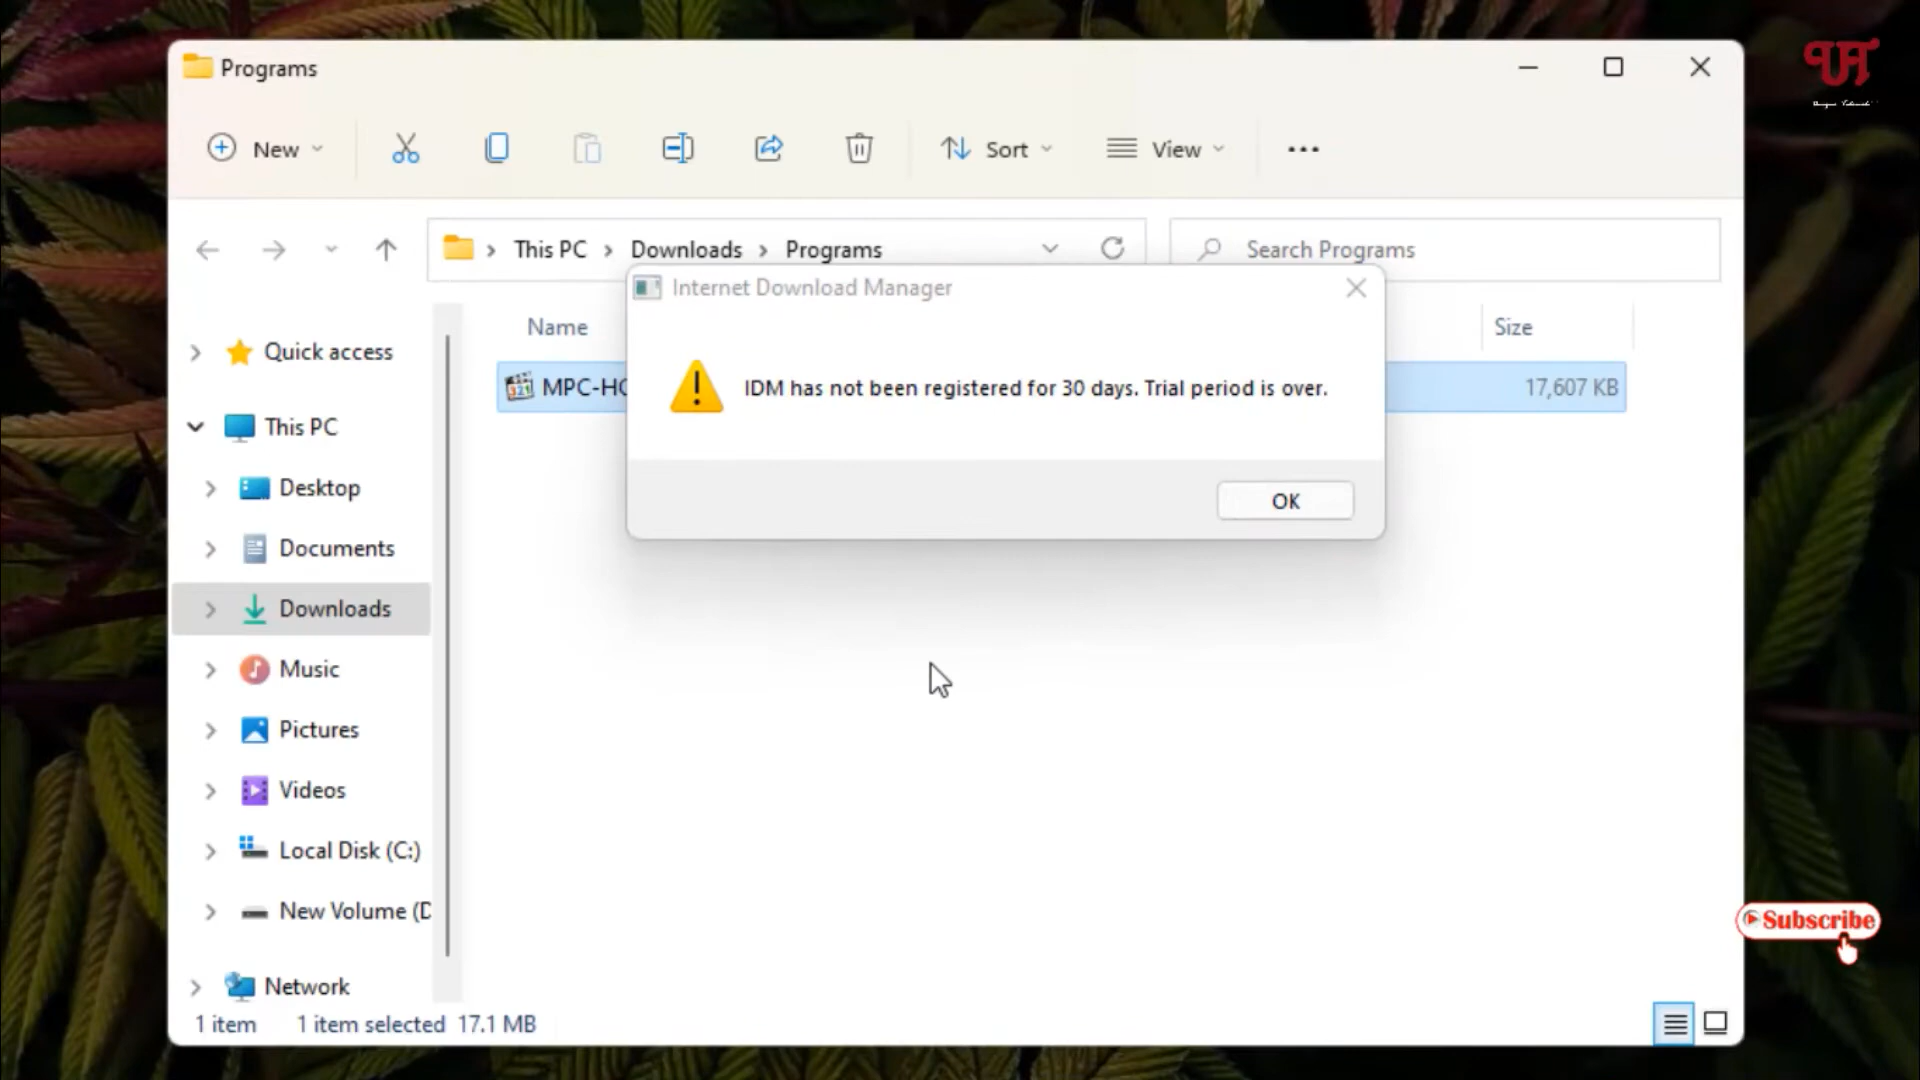 Programs
New
Sort
View
This PC
Downloads
Programs
Search Programs
Internet Download Manager
Name
Size
Quick access
MPC-HC
17,607 KB
IDM has not been registered for 30 days. Trial period is over.
This PC
OK
Desktop
Documents
Downloads
Music
Pictures
Videos
Local Disk (C:)
New Volume (D
Subscribe
Network
1 item
1 item selected 17.1 MB